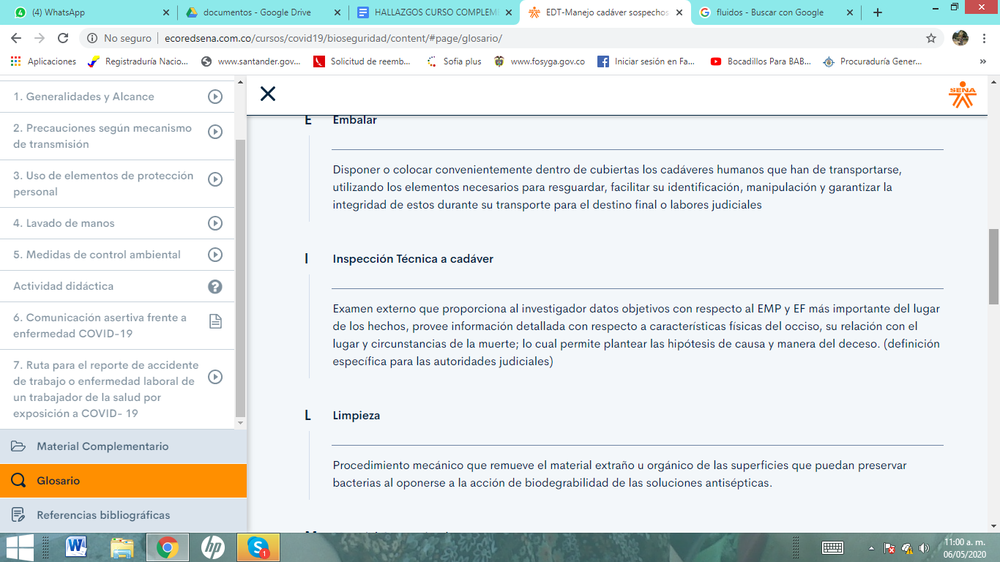 (4) WhatsApp
documentos - Google Drive
HALLAZGOS CURSO COMPLEM
EDT-Manejo cadáver sospechos
fluidos - Buscar con Google
No seguro
ecoredsena.com.co/cursos/covid19/bioseguridad/content/#page/glosario/
Aplicaciones
Registraduría Nacio...
www.santander.gov...
Solicitud de reemb...
Sofia plus
www.fosyga.gov.co
Iniciar sesión en Fa...
Bocadillos Para BAB...
Procuraduría Gener...
»
1. Generalidades y Alcance
2. Precauciones según mecanismo
de transmisión
3. Uso de elementos de protección
personal
4. Lavado de manos
5. Medidas de control ambiental
Actividad didáctica
6. Comunicación asertiva frente a
enfermedad COVID-19
7. Ruta para el reporte de accidente
de trabajo o enfermedad laboral de
un trabajador de la salud por
exposición a COVID- 19
Material Complementario
Glosario
Referencias bibliográficas
SENA
E Embalar
Disponer o colocar convenientemente dentro de cubiertas los cadáveres humanos que han de transportarse,
utilizando los elementos necesarios para resguardar, facilitar su identificación, manipulación y garantizar la
integridad de estos durante su transporte para el destino final o labores judiciales
I Inspección Técnica a cadáver
Examen externo que proporciona al investigador datos objetivos con respecto al EMP y EF más importante del lugar
de los hechos, provee información detallada con respecto a características físicas del occiso, su relación con el
lugar y circunstancias de la muerte; lo cual permite plantear las hipótesis de causa y manera del deceso. (definición
específica para las autoridades judiciales)
L Limpieza
Procedimiento mecánico que remueve el material extraño u orgánico de las superficies que puedan preservar
bacterias al oponerse a la acción de biodegrabilidad de las soluciones antisépticas.
W
hp
S
1
11:00 a. m.
06/05/2020